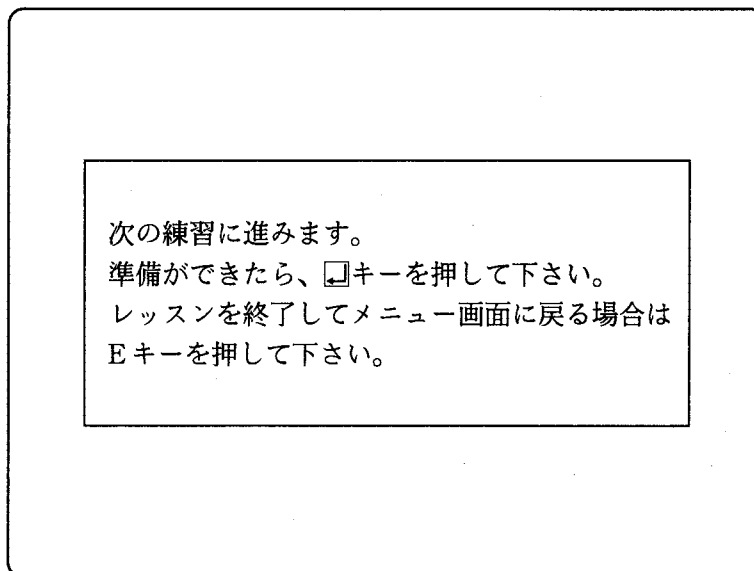 次の練習に進みます。
準備ができたら、⏎キーを押して下さい。
レッスンを終了してメニュー画面に戻る場合は
Eキーを押して下さい。